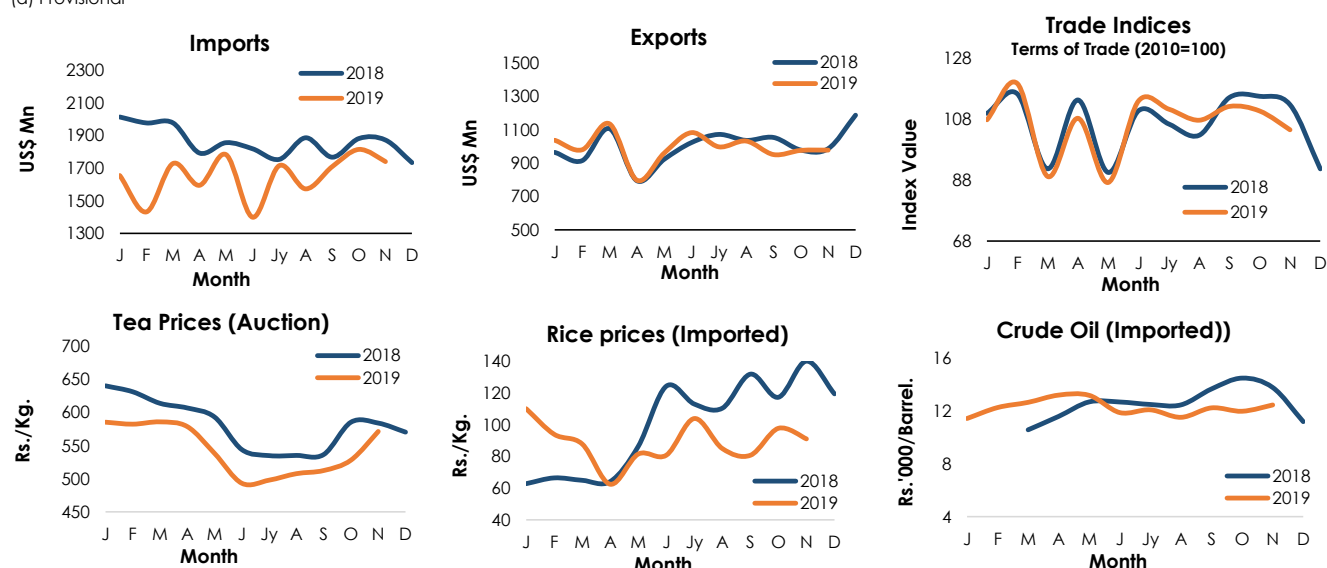 (a) Provisional
Imports
US$ Mn
2300
2100
1900
1700
1500
1300
2018
2019
J F M A M J Jy A S O N D
Month
Exports
US$ Mn
1500
1300
1100
900
700
500
2018
2019
J F M A M J Jy A S O N D
Month
Trade Indices
Terms of Trade (2010=100)
Index Value
128
108
88
68
2018
2019
J F M A M J Jy A S O N D
Month
Tea Prices (Auction)
Rs./Kg.
700
650
600
550
500
450
2018
2019
J F M A M J Jy A S O N D
Month
Rice prices (Imported)
Rs./Kg.
140
120
100
80
60
40
2018
2019
J F M A M J Jy A S O N D
Month
Crude Oil (Imported))
Rs.'000/Barrel.
16
12
8
4
2018
2019
J F M A M J Jy A S O N D
Month